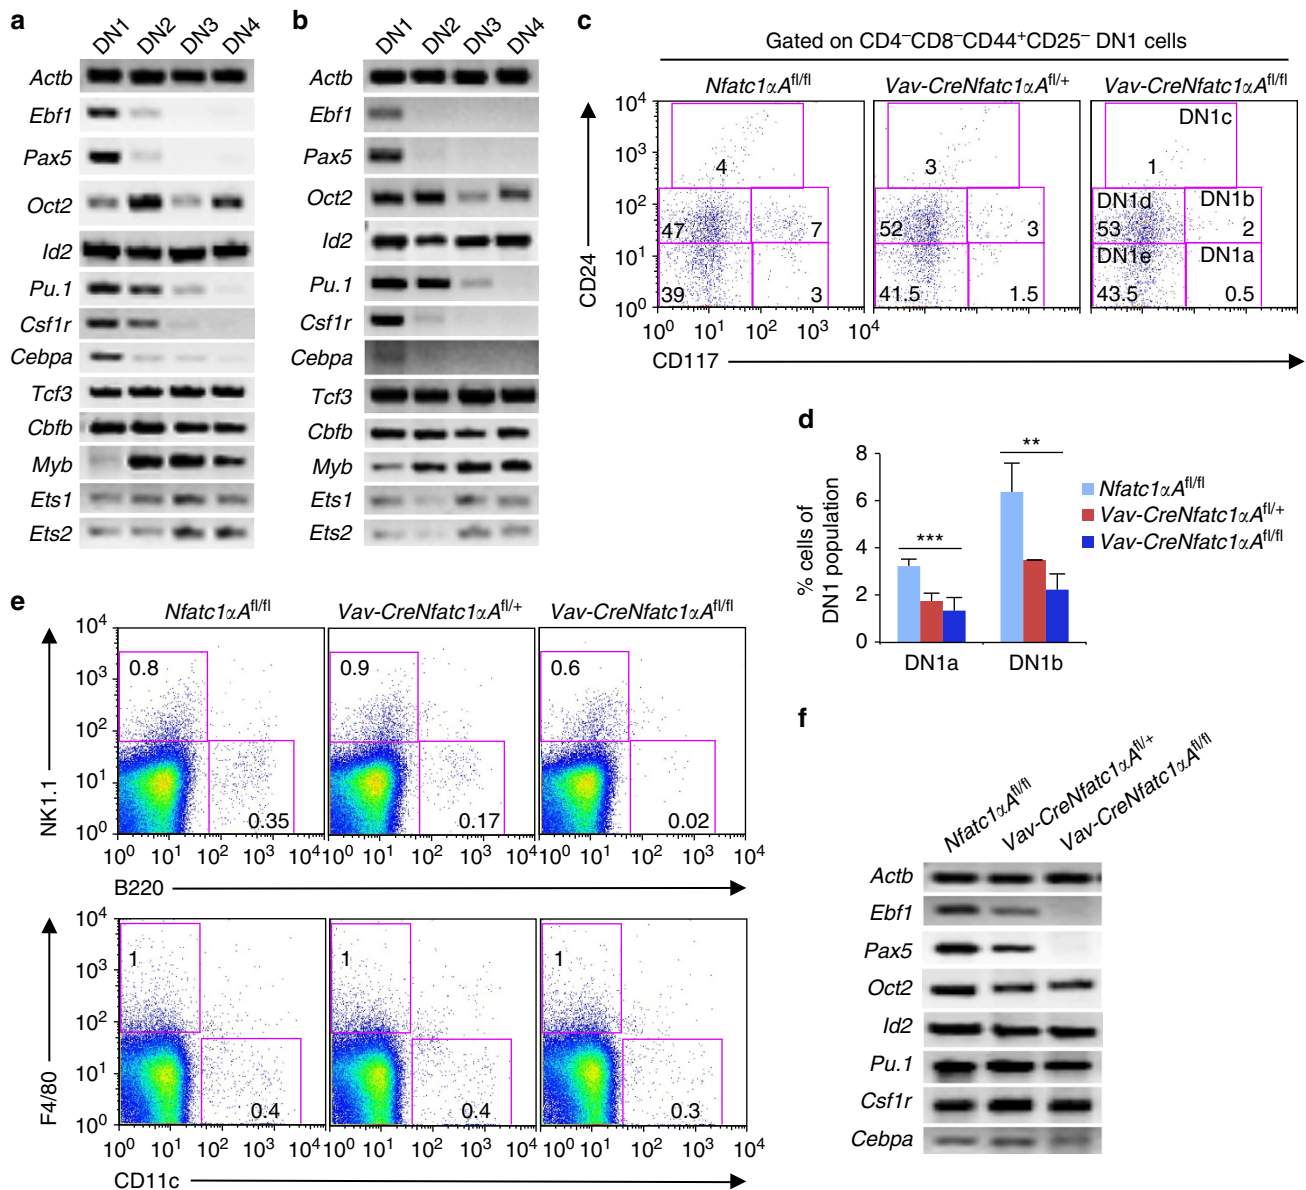 a
DN1 DN2 DN3 DN4
Actb
Ebf1
Pax5
Oct2
Id2
Pu.1
Csf1r
Cebpa
Tcf3
Cbfb
Myb
Ets1
Ets2
b
DN1 DN2 DN3 DN4
Actb
Ebf1
Pax5
Oct2
Id2
Pu.1
Csf1r
Cebpa
Tcf3
Cbfb
Myb
Ets1
Ets2
c
Gated on CD4⁻CD8⁻CD44⁺CD25⁻ DN1 cells
Nfatc1αA^fl/fl Vav-CreNfatc1αA^fl/+ Vav-CreNfatc1αA^fl/fl
10⁴
10³
10²
10¹
10⁰
CD24
4
47 7
39 3
3
52 3
41.5 1.5
DN1c
1
DN1d DN1b
53 2
DN1e DN1a
43.5 0.5
10⁰ 10¹ 10² 10³ 10⁴
CD117
d
% cells of
DN1 population
8
6
4
2
0
***
**
DN1a DN1b
Nfatc1αA^fl/fl
Vav-CreNfatc1αA^fl/+
Vav-CreNfatc1αA^fl/fl
e
Nfatc1αA^fl/fl Vav-CreNfatc1αA^fl/+ Vav-CreNfatc1αA^fl/fl
10⁴
10³
10²
10¹
10⁰
NK1.1
0.8 0.9 0.6
0.35 0.17 0.02
10⁰ 10¹ 10² 10³ 10⁴ 10⁰ 10¹ 10² 10³ 10⁴ 10⁰ 10¹ 10² 10³ 10⁴
B220
10⁴
10³
10²
10¹
10⁰
F4/80
1 1 1
0.4 0.4 0.3
10⁰ 10¹ 10² 10³ 10⁴ 10⁰ 10¹ 10² 10³ 10⁴ 10⁰ 10¹ 10² 10³ 10⁴
CD11c
f
Nfatc1αA^fl/fl Vav-CreNfatc1αA^fl/+ Vav-CreNfatc1αA^fl/fl
Actb
Ebf1
Pax5
Oct2
Id2
Pu.1
Csf1r
Cebpa